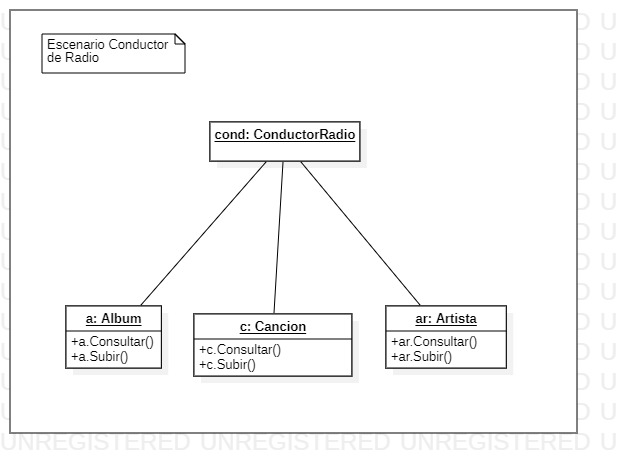 Escenario Conductor
de Radio
cond: ConductorRadio
a: Album
+a.Consultar()
+a.Subir()
c: Cancion
+c.Consultar()
+c.Subir()
ar: Artista
+ar.Consultar()
+ar.Subir()
UNREGISTERED UNREGISTERED UNREGISTERED U